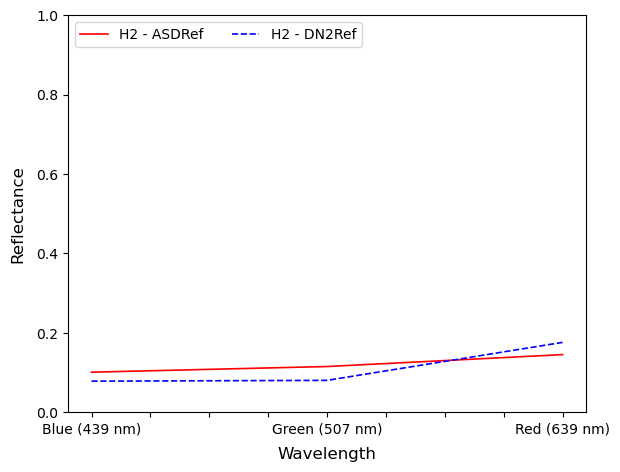 1.0
H2 - ASDRef H2 - DN2Ref
0.8
0.6
0.4
0.2
0.0
Reflectance
Blue (439 nm) Green (507 nm) Red (639 nm)
Wavelength